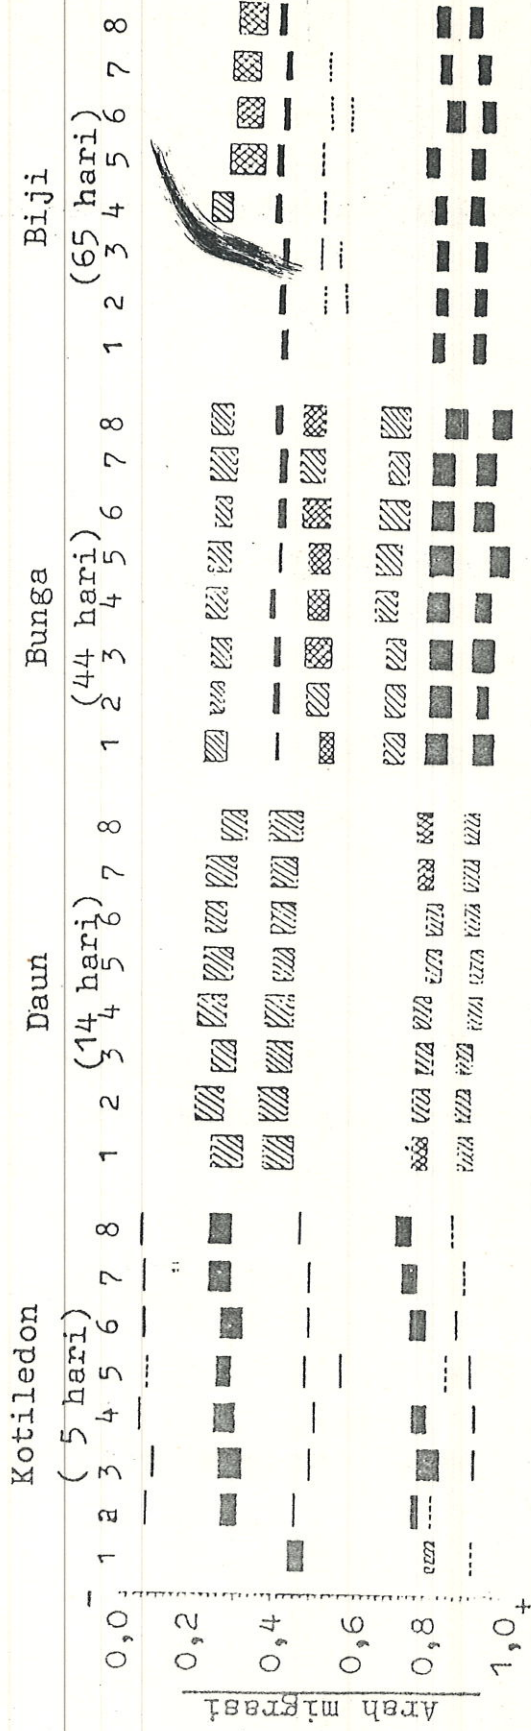 Kotiledon Daun Bunga Biji
( 5 hari) (14 hari) (44 hari) (65 hari)
1 2 3 4 5 6 7 8 1 2 3 4 5 6 7 8 1 2 3 4 5 6 7 8 1 2 3 4 5 6 7 8
-
0,0
0,2
0,4
0,6
0,8
1,0
+
Arah migrasi